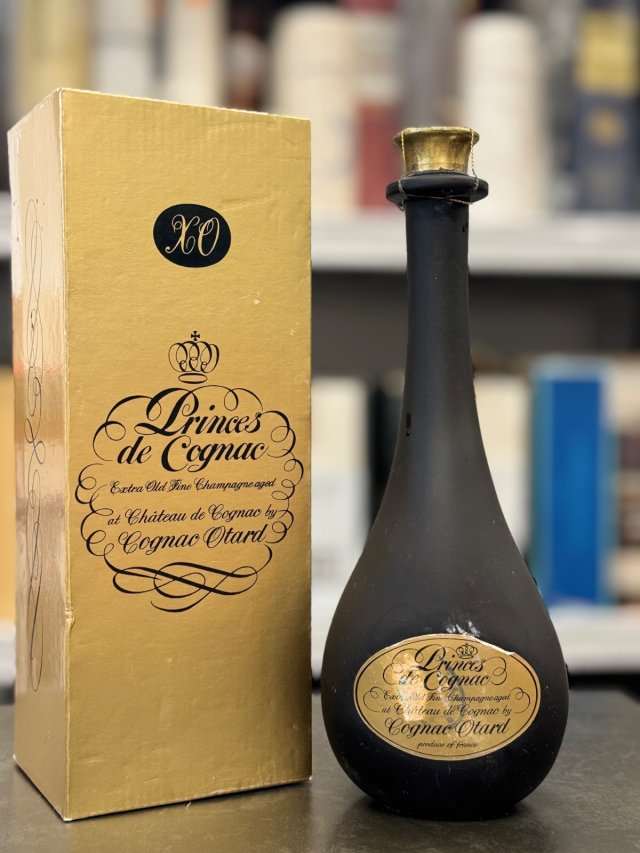 XO
Princes
de Cognac
Extra Old Fine Champagne aged
at Château de Cognac by
Cognac Otard
Princes
de Cognac
Extra Old Fine Champagne aged
at Château de Cognac by
Cognac Otard
produce of france